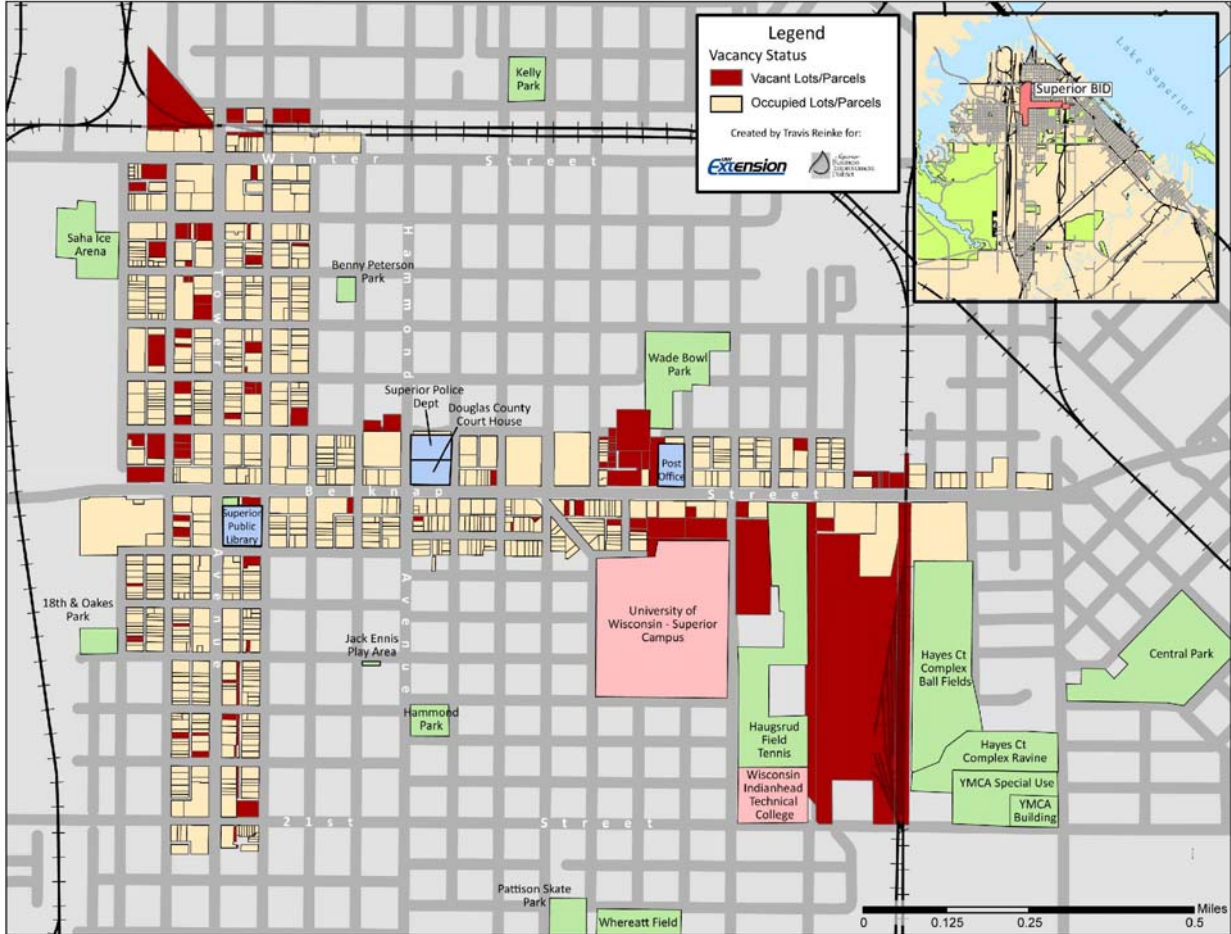 Legend
Vacancy Status
Vacant Lots/Parcels
Occupied Lots/Parcels
Created by Travis Reinke for:
UW
Extension
Superior
Business
Improvement
District
Lake Superior
Superior BID
Kelly
Park
Winter Street
Saha Ice
Arena
Tower
Hammond
Benny Peterson
Park
Wade Bowl
Park
Superior Police
Dept
Douglas County
Court House
Post
Office
Belknap Street
Superior
Public
Library
Avenue
Avenue
18th & Oakes
Park
Jack Ennis
Play Area
University of
Wisconsin - Superior
Campus
Hayes Ct
Complex
Ball Fields
Central Park
Hammond
Park
Haugsrud
Field
Tennis
Hayes Ct
Complex Ravine
Wisconsin
Indianhead
Technical
College
YMCA Special Use
YMCA
Building
21st Street
Pattison Skate
Park
Whereatt Field
Miles
0 0.125 0.25 0.5